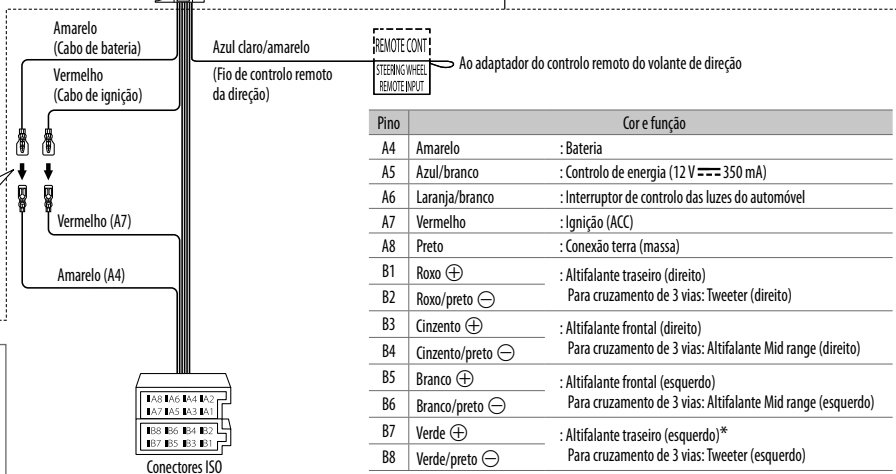 Amarelo
(Cabo de bateria)
Vermelho
(Cabo de ignição)
Azul claro/amarelo
(Fio de controlo remoto
da direção)
REMOTE CONT
STEERING WHEEL
REMOTE INPUT
Ao adaptador do controlo remoto do volante de direção
Vermelho (A7)
Amarelo (A4)
A8 A6 A4 A2
A7 A5 A3 A1
B8 B6 B4 B2
B7 B5 B3 B1
Conectores ISO
Pino Cor e função
A4 Amarelo : Bateria
A5 Azul/branco : Controlo de energia (12 V ⎓ 350 mA)
A6 Laranja/branco : Interruptor de controlo das luzes do automóvel
A7 Vermelho : Ignição (ACC)
A8 Preto : Conexão terra (massa)
B1 Roxo ⊕ : Altifalante traseiro (direito)
B2 Roxo/preto ⊖ Para cruzamento de 3 vias: Tweeter (direito)
B3 Cinzento ⊕ : Altifalante frontal (direito)
B4 Cinzento/preto ⊖ Para cruzamento de 3 vias: Altifalante Mid range (direito)
B5 Branco ⊕ : Altifalante frontal (esquerdo)
B6 Branco/preto ⊖ Para cruzamento de 3 vias: Altifalante Mid range (esquerdo)
B7 Verde ⊕ : Altifalante traseiro (esquerdo)*
B8 Verde/preto ⊖ Para cruzamento de 3 vias: Tweeter (esquerdo)